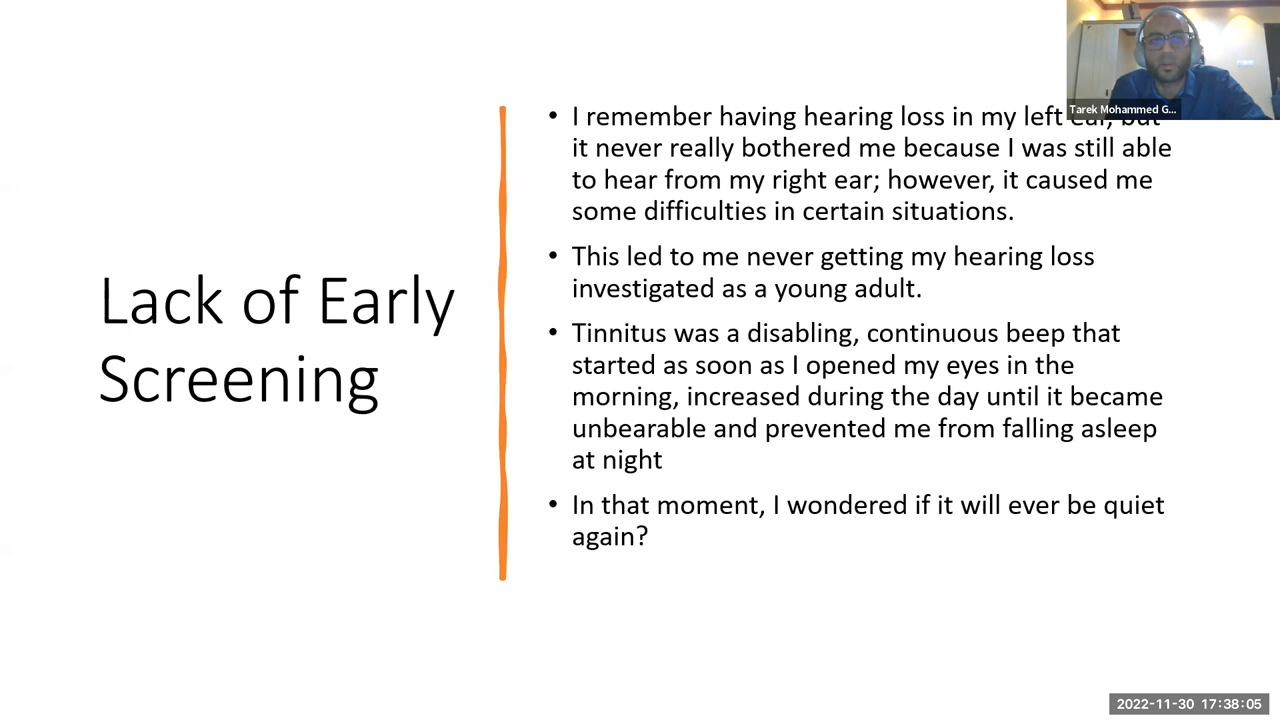 Tarek Mohammed G...
Lack of Early
Screening
• I remember having hearing loss in my left ear, but
it never really bothered me because I was still able
to hear from my right ear; however, it caused me
some difficulties in certain situations.
• This led to me never getting my hearing loss
investigated as a young adult.
• Tinnitus was a disabling, continuous beep that
started as soon as I opened my eyes in the
morning, increased during the day until it became
unbearable and prevented me from falling asleep
at night
• In that moment, I wondered if it will ever be quiet
again?
2022-11-30 17:38:05